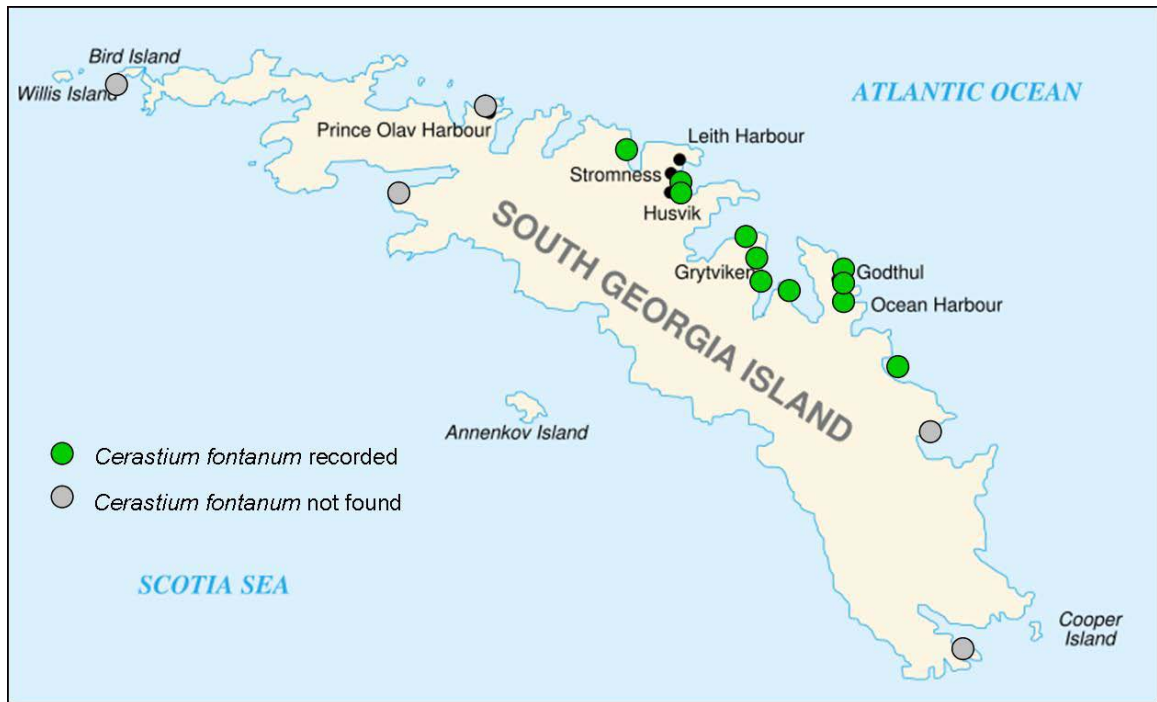 Bird Island
Willis Island
ATLANTIC OCEAN
Prince Olav Harbour
Leith Harbour
Stromness
Husvik
SOUTH GEORGIA ISLAND
Grytviken
Godthul
Ocean Harbour
Annenkov Island
Cerastium fontanum recorded
Cerastium fontanum not found
SCOTIA SEA
Cooper
Island